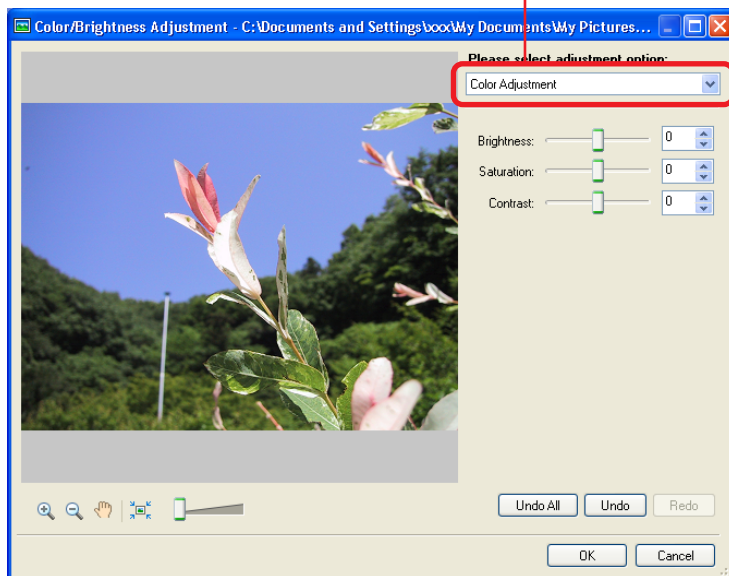 Color/Brightness Adjustment - C:\Documents and Settings\xxx\My Documents\My Pictures...
Please select adjustment option:
Color Adjustment
Brightness: 0
Saturation: 0
Contrast: 0
Undo All Undo Redo
OK Cancel